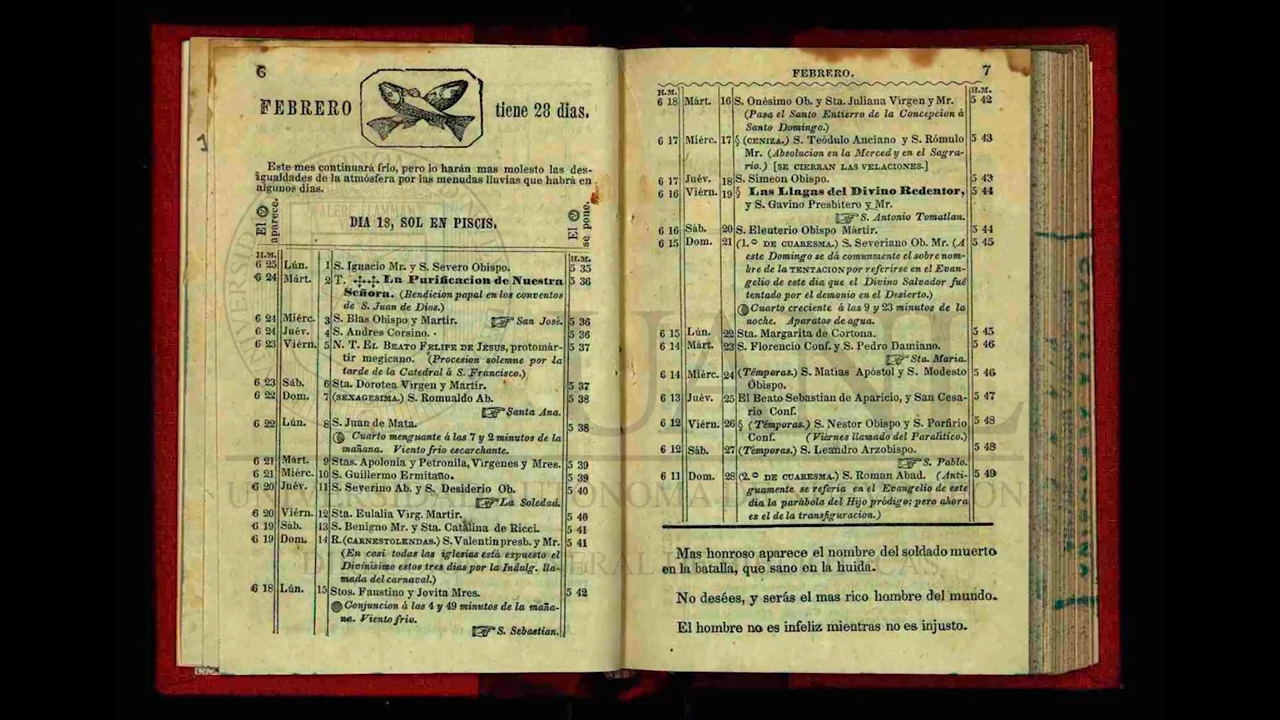 6
FEBRERO
tiene 28 dias.
Este mes continuará frio, pero lo harán mas molesto las des-
igualdades de la atmósfera por las menudas lluvias que habrá en
algunos dias.
El aparece.
DIA 18, SOL EN PISCIS.
El se pone.
H.M. H.M.
6 25 Lún. 1 S. Ignacio Mr. y S. Severo Obispo. 5 35
6 24 Márt. 2 T. La Purificacion de Nuestra 5 36
Señora. (Bendicion papal en los conventos
de S. Juan de Dios.)
6 24 Miérc. 3 S. Blas Obispo y Martir. San José. 5 36
6 24 Juév. 4 S. Andres Corsino. 5 36
6 23 Viérn. 5 N. T. EL BEATO FELIPE DE JESUS, protomár- 5 37
tir megicano. (Procesion solemne por la
tarde de la Catedral á S. Francisco.)
6 23 Sáb. 6 Sta. Dorotea Virgen y Martir. 5 37
6 22 Dom. 7 (SEXAGESIMA.) S. Romualdo Ab. 5 38
Santa Ana.
6 22 Lún. 8 S. Juan de Mata. 5 38
Cuarto menguante á las 7 y 2 minutos de la
mañana. Viento frio escarchante.
6 21 Márt. 9 Stas. Apolonia y Petronila, Vírgenes y Mres. 5 39
6 21 Miérc. 10 S. Guillermo Ermitaño. 5 39
6 20 Juév. 11 S. Severino Ab. y S. Desiderio Ob. 5 40
La Soledad.
6 20 Viérn. 12 Sta. Eulalia Virg. Martir. 5 40
6 19 Sáb. 13 S. Benigno Mr. y Sta. Catalina de Ricci. 5 41
6 19 Dom. 14 R. (CARNESTOLENDAS.) S. Valentin presb. y Mr. 5 41
(En casi todas las iglesias está expuesto el
Divinísimo estos tres dias por la Indulg. lla-
mada del carnaval.)
6 18 Lún. 15 Stos. Faustino y Jovita Mres. 5 42
Conjuncion á las 4 y 49 minutos de la maña-
na. Viento frio.
S. Sebastian.
FEBRERO.
7
H.M. H.M.
6 18 Márt. 16 S. Onésimo Ob. y Sta. Juliana Virgen y Mr. 5 42
(Pasa el Santo Entierro de la Concepcion á
Santo Domingo.)
6 17 Miérc. 17 § (CENIZA.) S. Teódulo Anciano y S. Rómulo 5 43
Mr. (Absolucion en la Merced y en el Sagra-
rio.) [SE CIERRAN LAS VELACIONES.]
6 17 Juév. 18 S. Simeon Obispo. 5 43
6 16 Viérn. 19 § Las Llagas del Divino Redentor, 5 44
y S. Gavino Presbitero y Mr.
S. Antonio Tomatlan.
6 16 Sáb. 20 S. Eleuterio Obispo Mártir. 5 44
6 15 Dom. 21 (1.º DE CUARESMA.) S. Severiano Ob. Mr. (A 5 45
este Domingo se dá comunmente el sobrenom-
bre de la TENTACION por referirse en el Evan-
gelio de este dia que el Divino Salvador fué
tentado por el demonio en el Desierto.)
Cuarto creciente á las 9 y 23 minutos de la
noche. Aparatos de agua.
6 15 Lún. 22 Sta. Margarita de Cortona. 5 45
6 14 Márt. 23 S. Florencio Conf. y S. Pedro Damiano. 5 46
Sta. Maria.
6 14 Miérc. 24 (Témporas.) S. Matias Apóstol y S. Modesto 5 46
Obispo.
6 13 Juév. 25 El Beato Sebastian de Aparicio, y San Cesa- 5 47
rio Conf.
6 12 Viérn. 26 § (Témporas.) S. Nestor Obispo y S. Porfirio 5 48
Conf. (Viernes llamado del Paralítico.)
6 12 Sáb. 27 (Témporas.) S. Leandro Arzobispo. 5 48
S. Pablo.
6 11 Dom. 28 (2.º DE CUARESMA.) S. Roman Abad. (Anti- 5 49
guamente se referia en el Evangelio de este
dia la parábola del Hijo pródigo; pero ahora
es el de la transfiguracion.)
Mas honroso aparece el nombre del soldado muerto
en la batalla, que sano en la huida.
No desées, y serás el mas rico hombre del mundo.
El hombre no es infeliz mientras no es injusto.
UANL